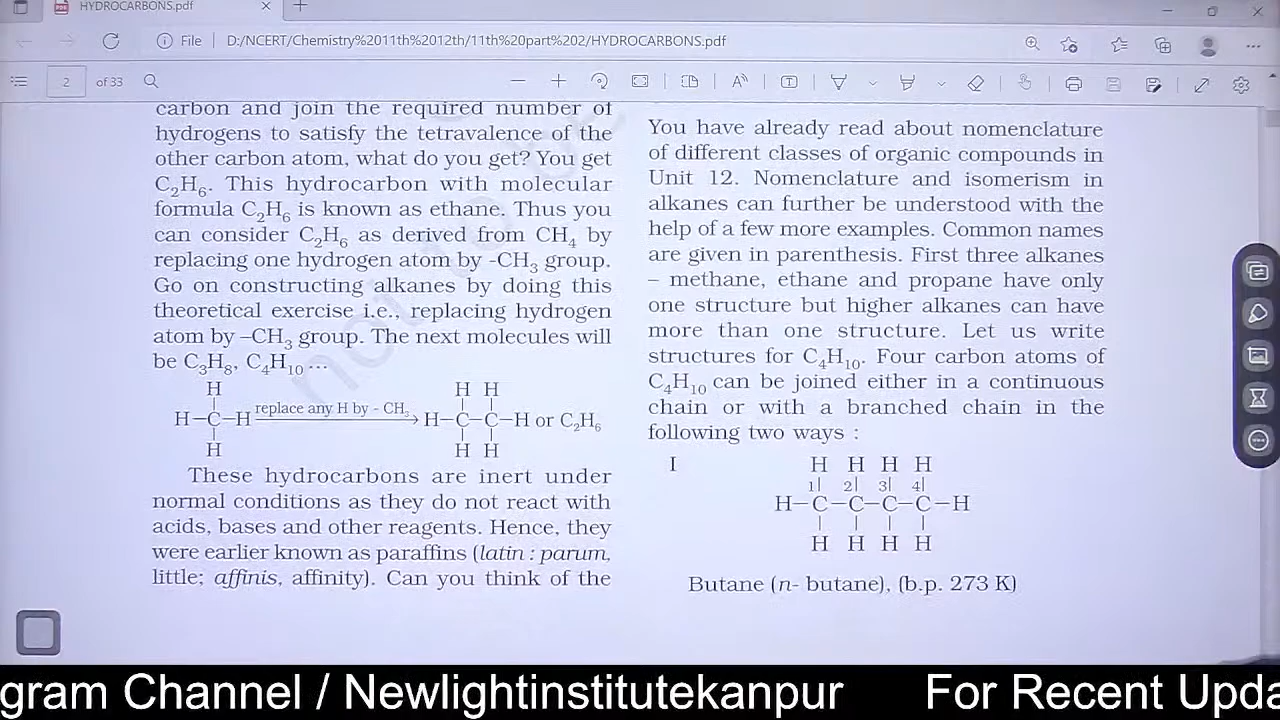 HYDROCARBONS.pdf
File | D:/NCERT/Chemistry%2011th%2012th/11th%20part%202/HYDROCARBONS.pdf
2 of 33
carbon and join the required number of
hydrogens to satisfy the tetravalence of the
other carbon atom, what do you get? You get
C₂H₆. This hydrocarbon with molecular
formula C₂H₆ is known as ethane. Thus you
can consider C₂H₆ as derived from CH₄ by
replacing one hydrogen atom by -CH₃ group.
Go on constructing alkanes by doing this
theoretical exercise i.e., replacing hydrogen
atom by –CH₃ group. The next molecules will
be C₃H₈, C₄H₁₀ ...
H H H
H–C–H replace any H by - CH₃ H–C–C–H or C₂H₆
H H H
These hydrocarbons are inert under
normal conditions as they do not react with
acids, bases and other reagents. Hence, they
were earlier known as paraffins (latin : parum,
little; affinis, affinity). Can you think of the
You have already read about nomenclature
of different classes of organic compounds in
Unit 12. Nomenclature and isomerism in
alkanes can further be understood with the
help of a few more examples. Common names
are given in parenthesis. First three alkanes
– methane, ethane and propane have only
one structure but higher alkanes can have
more than one structure. Let us write
structures for C₄H₁₀. Four carbon atoms of
C₄H₁₀ can be joined either in a continuous
chain or with a branched chain in the
following two ways :
I H H H H
1 2 3 4
H–C–C–C–C–H
H H H H
Butane (n- butane), (b.p. 273 K)
gram Channel / Newlightinstitutekanpur For Recent Upda